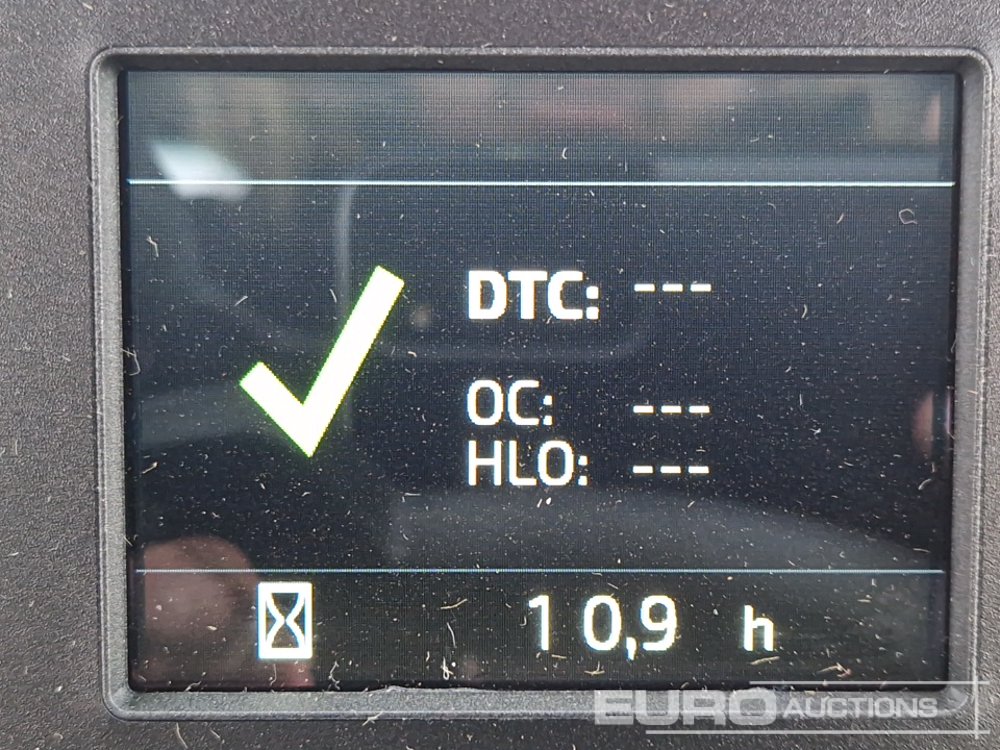 DTC: ---
OC: ---
HLO: ---
10,9 h
EURO AUCTIONS